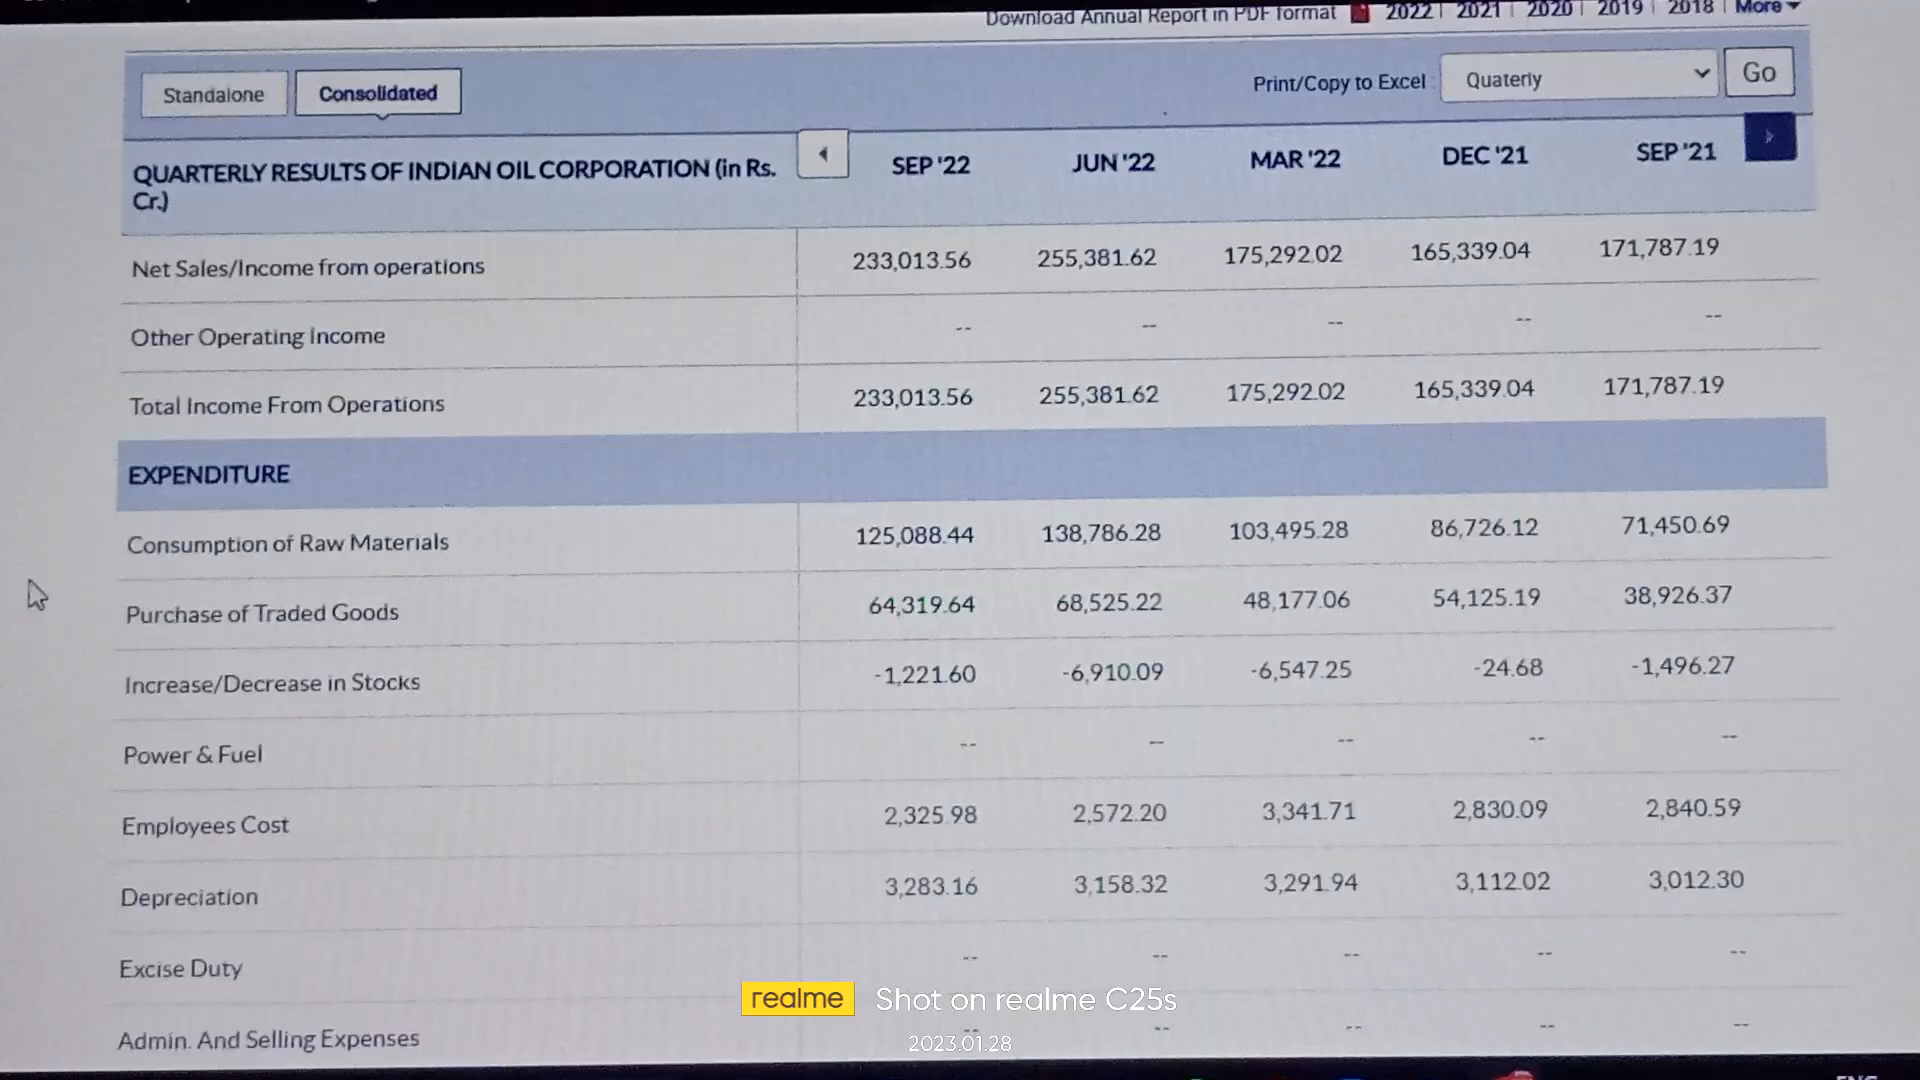 Download Annual Report in PDF format 2022 | 2021 | 2020 | 2019 | 2018 | More
Standalone Consolidated Print/Copy to Excel Quaterly Go
QUARTERLY RESULTS OF INDIAN OIL CORPORATION (in Rs. Cr.) SEP '22 JUN '22 MAR '22 DEC '21 SEP '21
Net Sales/Income from operations 233,013.56 255,381.62 175,292.02 165,339.04 171,787.19
Other Operating Income -- -- -- -- --
Total Income From Operations 233,013.56 255,381.62 175,292.02 165,339.04 171,787.19
EXPENDITURE
Consumption of Raw Materials 125,088.44 138,786.28 103,495.28 86,726.12 71,450.69
Purchase of Traded Goods 64,319.64 68,525.22 48,177.06 54,125.19 38,926.37
Increase/Decrease in Stocks -1,221.60 -6,910.09 -6,547.25 -24.68 -1,496.27
Power & Fuel -- -- -- -- --
Employees Cost 2,325.98 2,572.20 3,341.71 2,830.09 2,840.59
Depreciation 3,283.16 3,158.32 3,291.94 3,112.02 3,012.30
Excise Duty -- -- -- -- --
Admin. And Selling Expenses -- -- -- -- --
realme Shot on realme C25s
2023.01.28